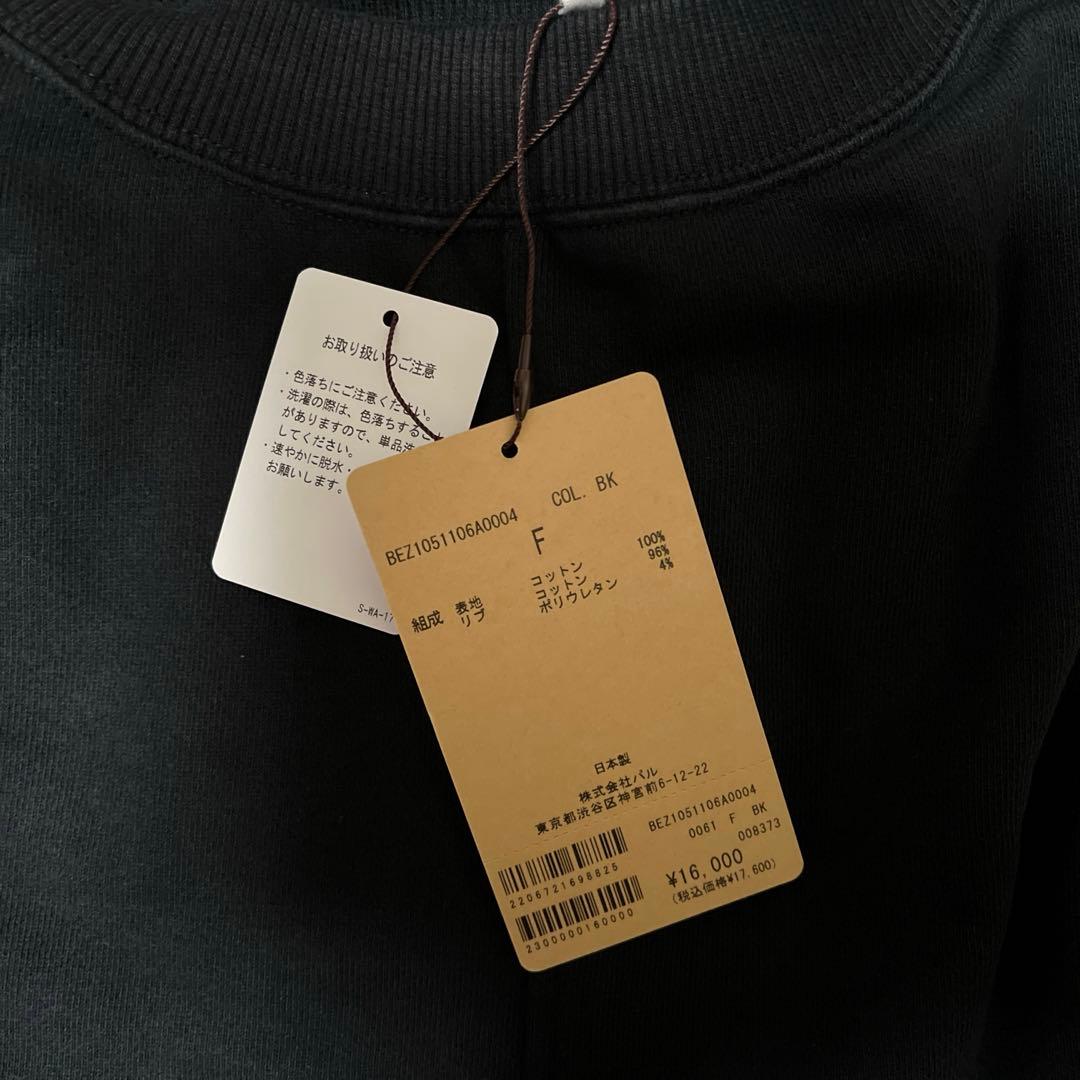 お取り扱いのご注意
・色落ちにご注意ください。
・洗濯の際は、色落ちすること
がありますので、単品洗
してください。
・速やかに脱水・
お願いします。
S-WA-17
BEZ1051106A0004 COL. BK
F
組成 表地 コットン 100%
リブ コットン 96%
ポリウレタン 4%
日本製
株式会社パル
東京都渋谷区神宮前6-12-22
BEZ1051106A0004
0061 F BK
008373
2206721698825
¥16,000
(税込価格¥17,600)
2300000160000